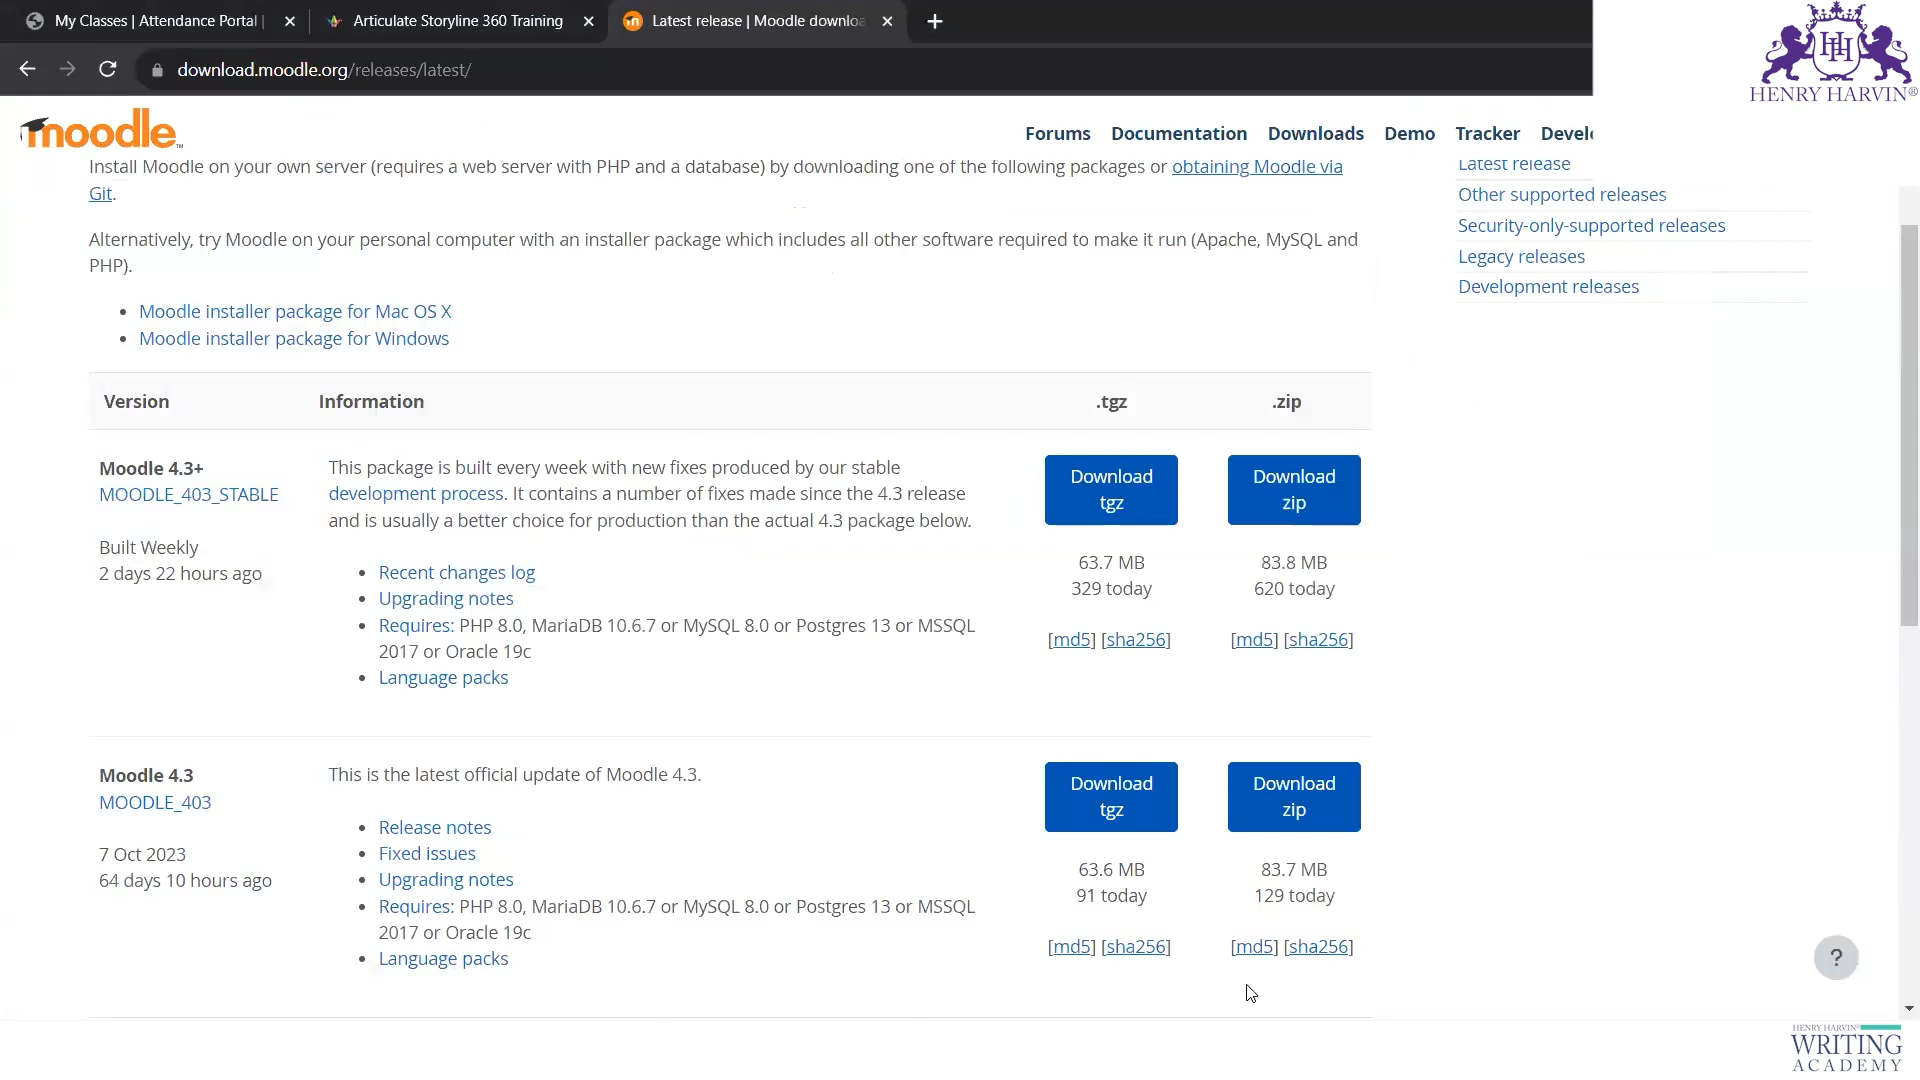 My Classes | Attendance Portal |
Articulate Storyline 360 Training
Latest release | Moodle downloa
download.moodle.org/releases/latest/
HENRY HARVIN®
moodle™
Forums Documentation Downloads Demo Tracker Develo
Install Moodle on your own server (requires a web server with PHP and a database) by downloading one of the following packages or obtaining Moodle via
Git.
Alternatively, try Moodle on your personal computer with an installer package which includes all other software required to make it run (Apache, MySQL and
PHP).
• Moodle installer package for Mac OS X
• Moodle installer package for Windows
Latest release
Other supported releases
Security-only-supported releases
Legacy releases
Development releases
Version Information .tgz .zip
Moodle 4.3+
MOODLE_403_STABLE
Built Weekly
2 days 22 hours ago
This package is built every week with new fixes produced by our stable
development process. It contains a number of fixes made since the 4.3 release
and is usually a better choice for production than the actual 4.3 package below.
• Recent changes log
• Upgrading notes
• Requires: PHP 8.0, MariaDB 10.6.7 or MySQL 8.0 or Postgres 13 or MSSQL
2017 or Oracle 19c
• Language packs
Download
tgz
63.7 MB
329 today
[md5] [sha256]
Download
zip
83.8 MB
620 today
[md5] [sha256]
Moodle 4.3
MOODLE_403
7 Oct 2023
64 days 10 hours ago
This is the latest official update of Moodle 4.3.
• Release notes
• Fixed issues
• Upgrading notes
• Requires: PHP 8.0, MariaDB 10.6.7 or MySQL 8.0 or Postgres 13 or MSSQL
2017 or Oracle 19c
• Language packs
Download
tgz
63.6 MB
91 today
[md5] [sha256]
Download
zip
83.7 MB
129 today
[md5] [sha256]
?
HENRY HARVIN®
WRITING
ACADEMY